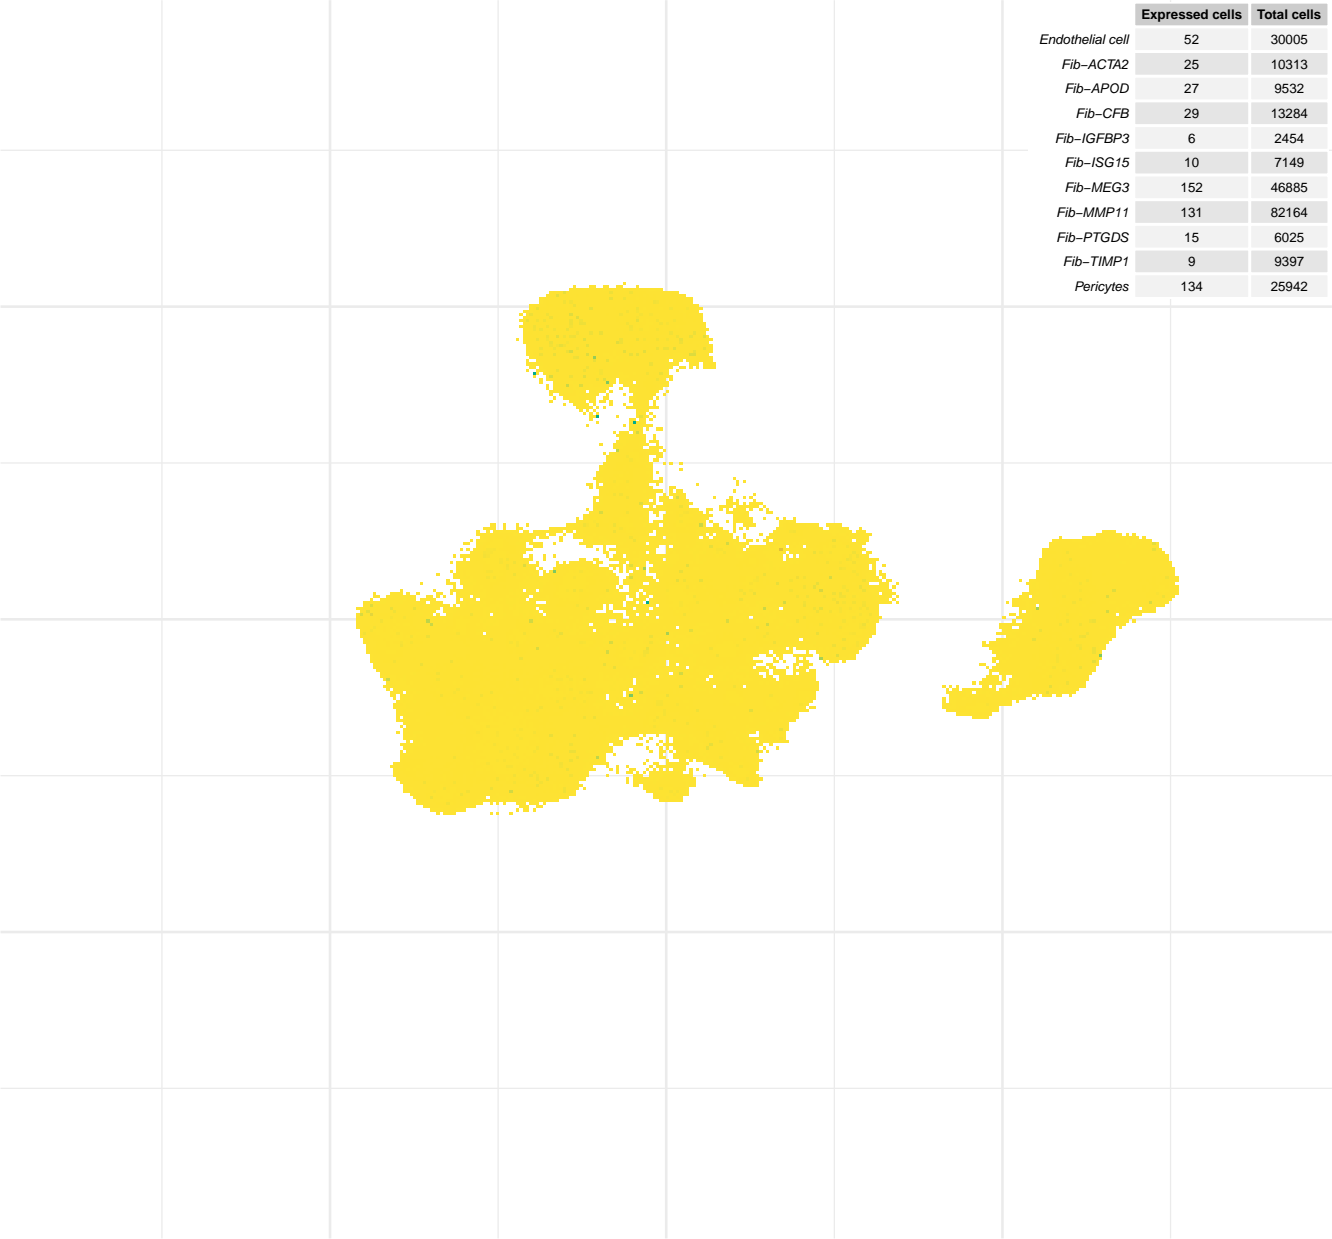 Expressed cells Total cells
Endothelial cell 52 30005
Fib−ACTA2 25 10313
Fib−APOD 27 9532
Fib−CFB 29 13284
Fib−IGFBP3 6 2454
Fib−ISG15 10 7149
Fib−MEG3 152 46885
Fib−MMP11 131 82164
Fib−PTGDS 15 6025
Fib−TIMP1 9 9397
Pericytes 134 25942